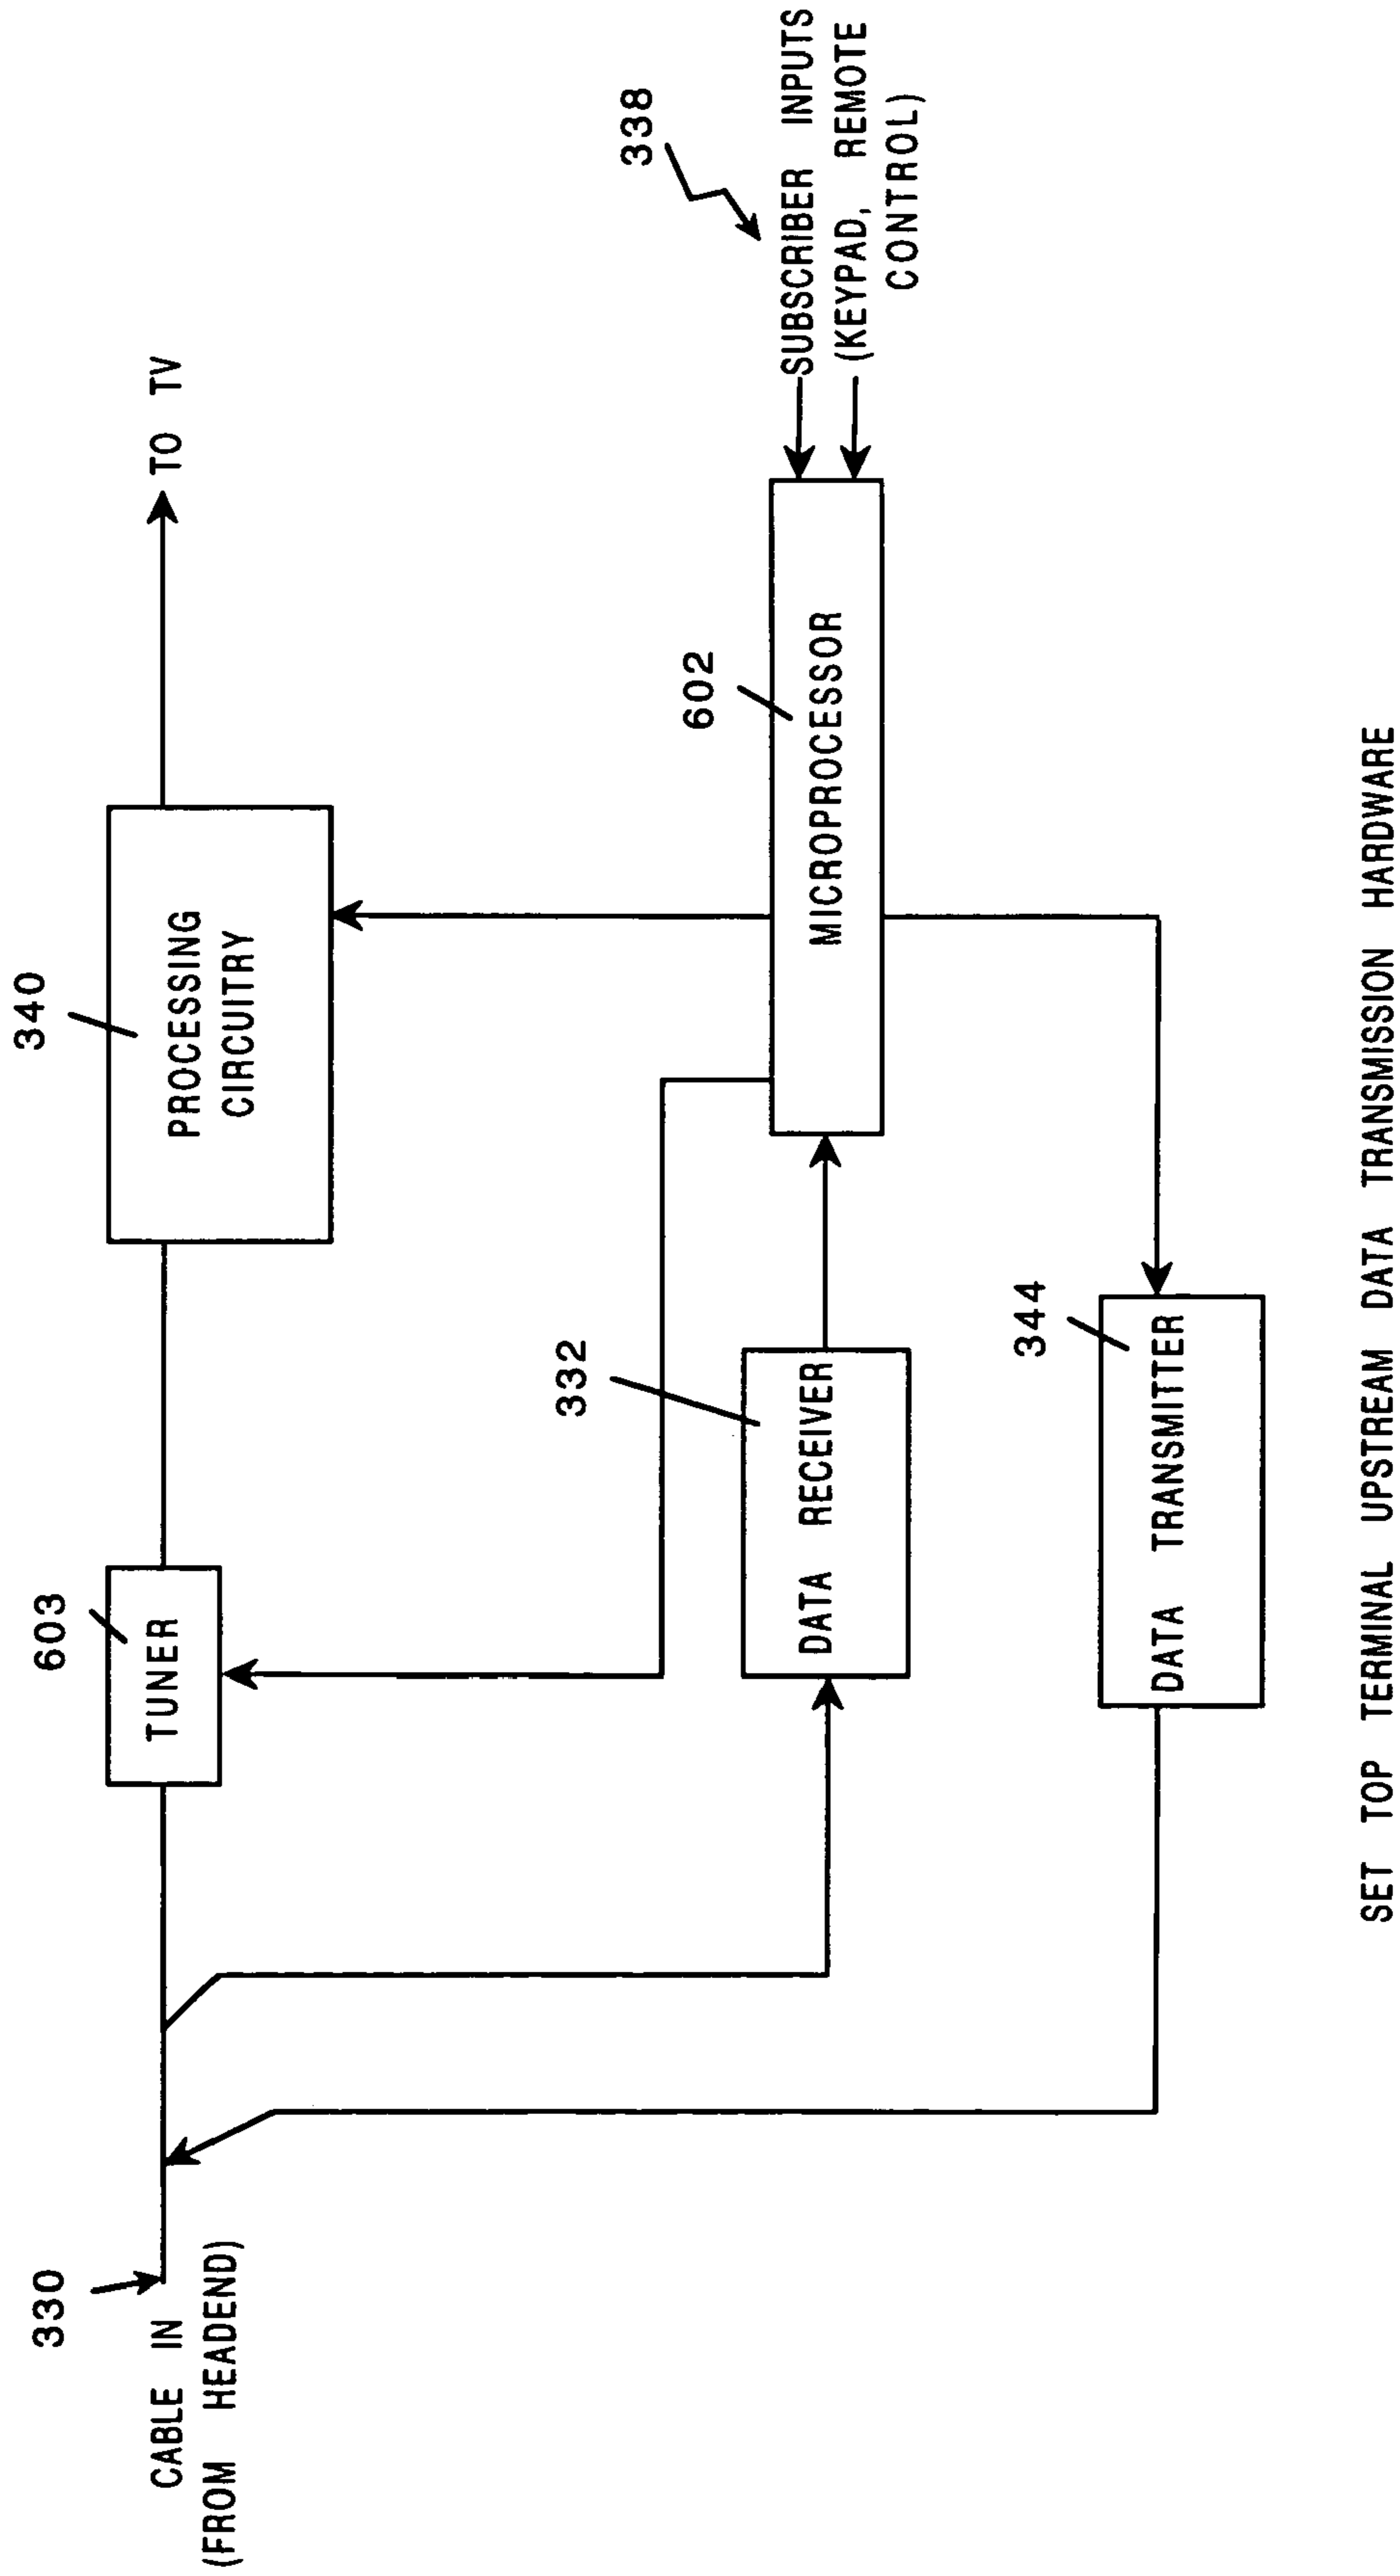 330
CABLE IN
(FROM HEADEND)
603
TUNER
340
PROCESSING
CIRCUITRY
TO TV
332
DATA RECEIVER
602
MICROPROCESSOR
338
SUBSCRIBER INPUTS
(KEYPAD, REMOTE
CONTROL)
344
DATA TRANSMITTER
SET TOP TERMINAL UPSTREAM DATA TRANSMISSION HARDWARE